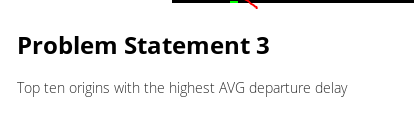 Problem Statement 3
Top ten origins with the highest AVG departure delay